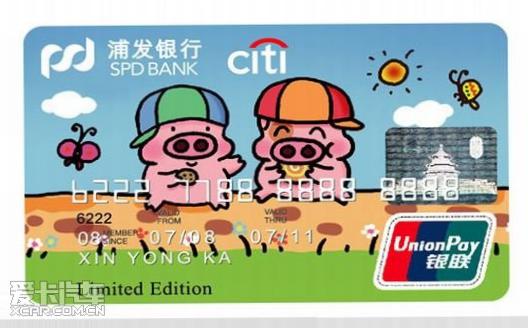 浦发银行
SPD BANK
citi
6222 7788 8888 8888
6222
VALID FROM
VALID THRU
MEMBER SINCE
08 07/08 07/11
XIN YONG KA
Limited Edition
UnionPay
银联
爱卡汽车
xcar.com.cn